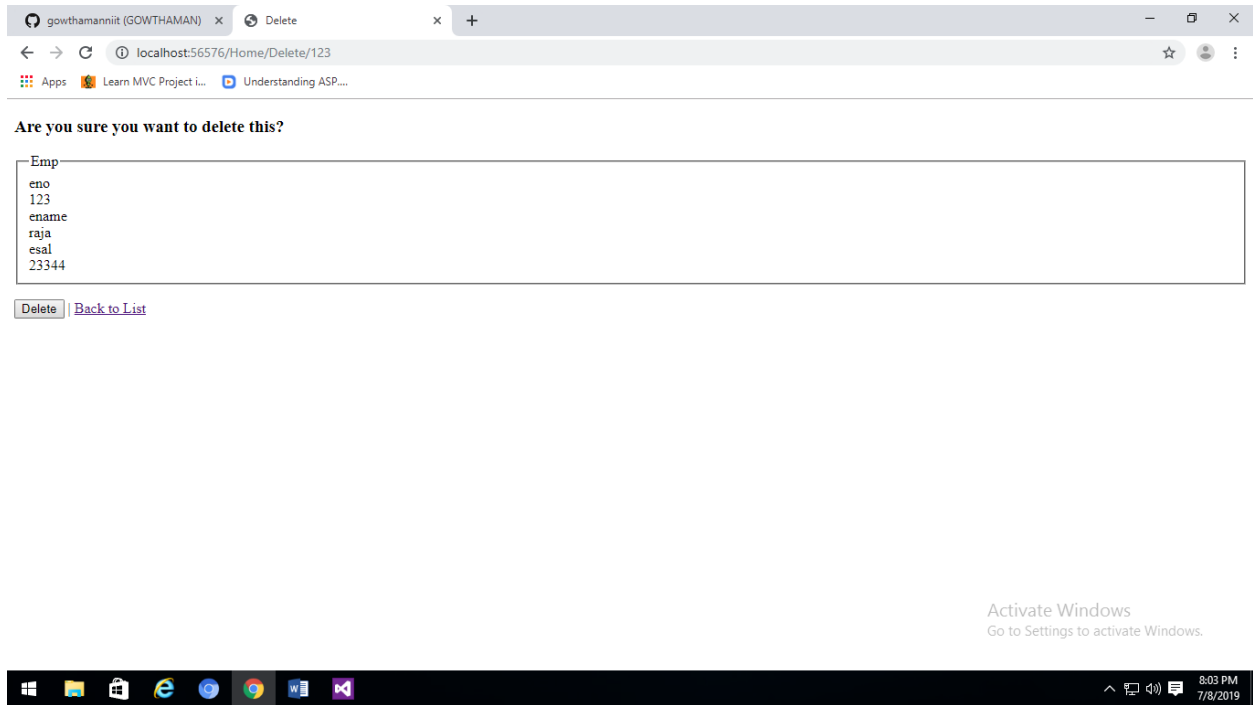 gowthamanniit (GOWTHAMAN)
Delete
localhost:56576/Home/Delete/123
Apps
Learn MVC Project i...
Understanding ASP....
Are you sure you want to delete this?
Emp
eno
123
ename
raja
esal
23344
Delete | Back to List
Activate Windows
Go to Settings to activate Windows.
8:03 PM
7/8/2019